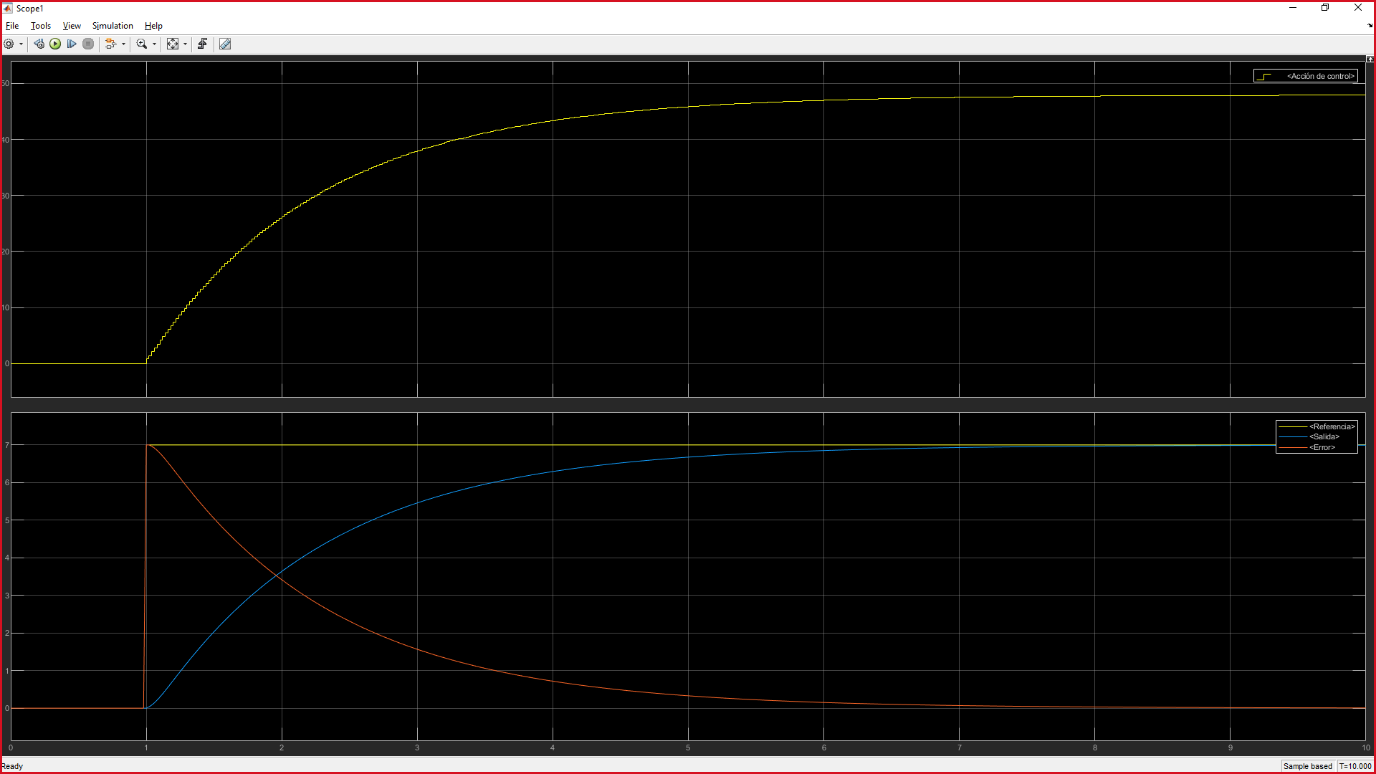 Scope1
File Tools View Simulation Help
<Acción de control>
50
40
30
20
10
0
<Referencia>
<Salida>
<Error>
7
6
5
4
3
2
1
0
0 1 2 3 4 5 6 7 8 9 10
Ready
Sample based T=10.000